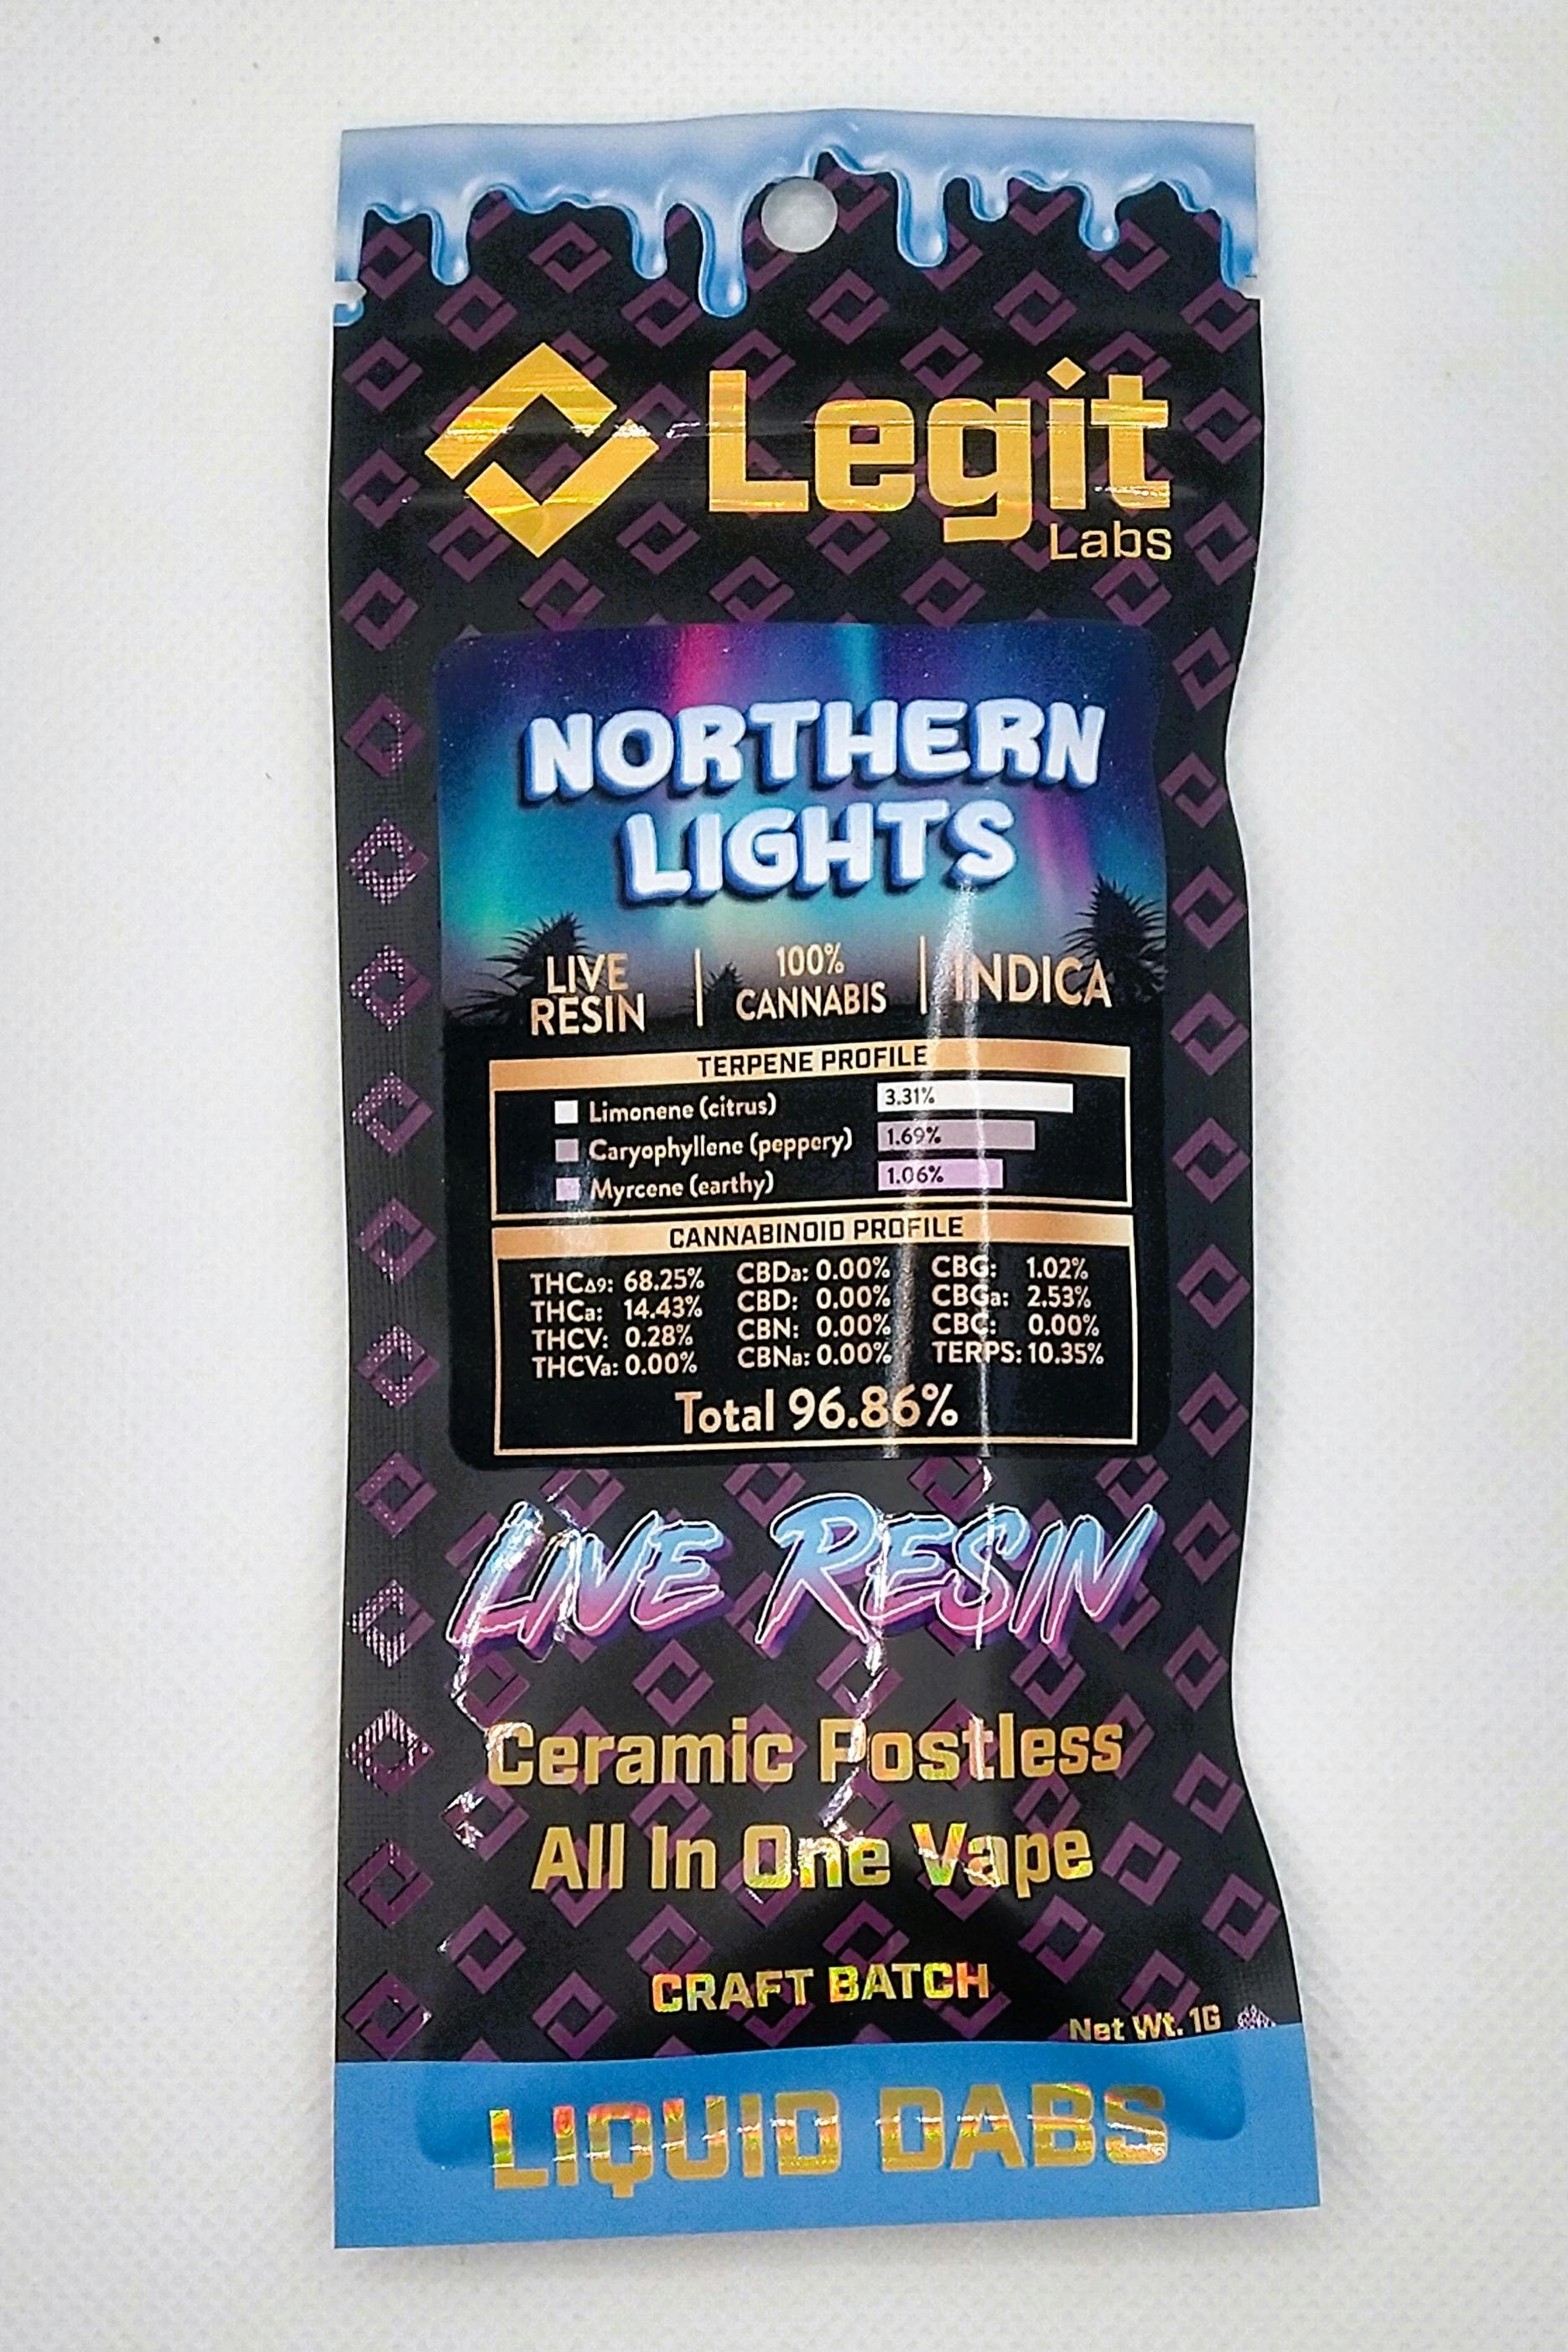 Legit
Labs
NORTHERN
LIGHTS
LIVE RESIN | 100% CANNABIS | INDICA
TERPENE PROFILE
Limonene (citrus) 3.31%
Caryophyllene (peppery) 1.69%
Myrcene (earthy) 1.06%
CANNABINOID PROFILE
THCΔ9: 68.25% CBDa: 0.00% CBG: 1.02%
THCa: 14.43% CBD: 0.00% CBGa: 2.53%
THCV: 0.28% CBN: 0.00% CBC: 0.00%
THCVa: 0.00% CBNa: 0.00% TERPS: 10.35%
Total 96.86%
LIVE RESIN
Ceramic Postless
All In One Vape
CRAFT BATCH
Net Wt. 1G
LIQUID DABS